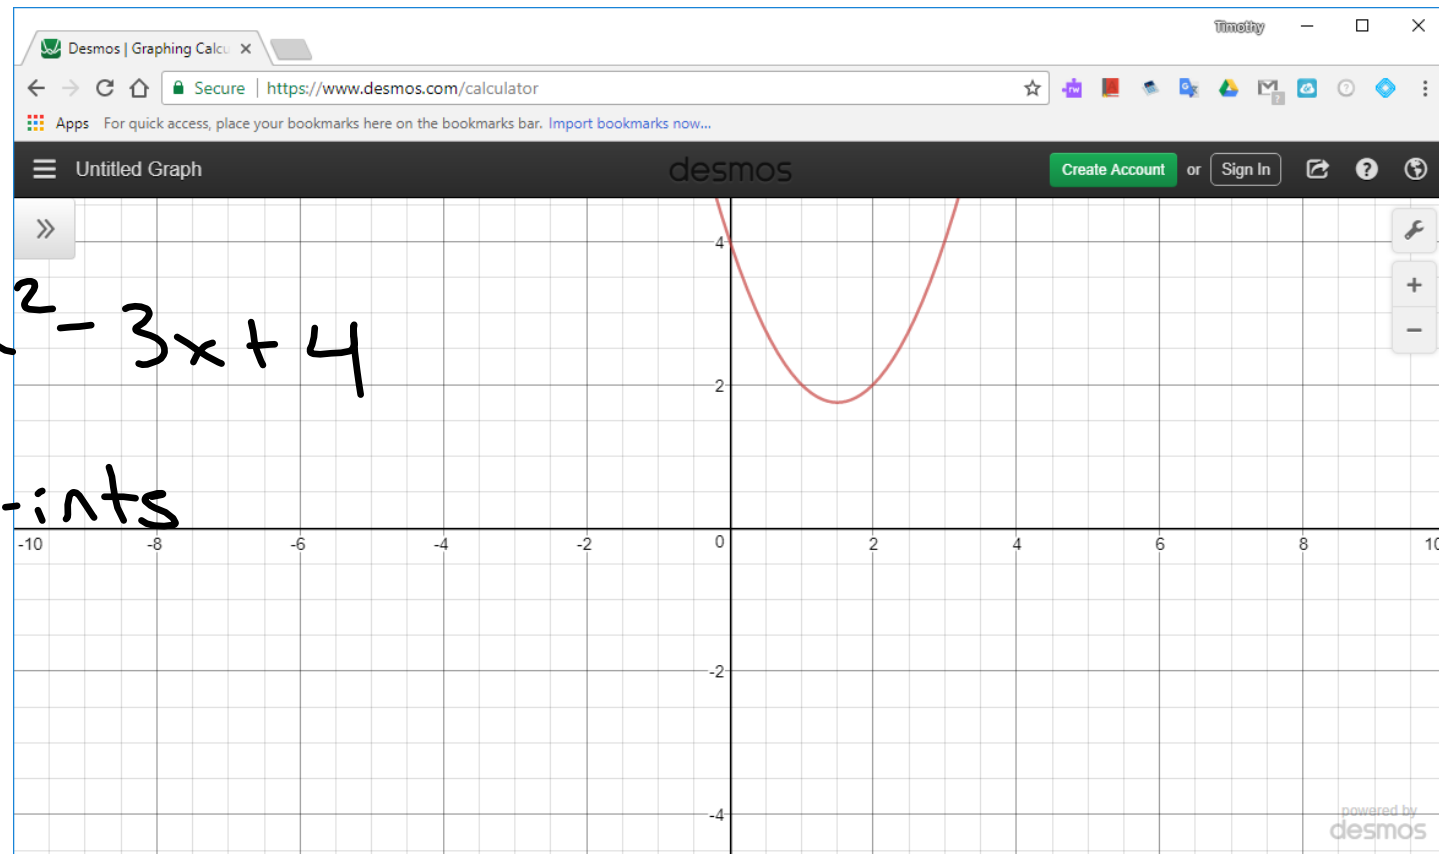 Timothy
Desmos | Graphing Calcu
Secure | https://www.desmos.com/calculator
Apps For quick access, place your bookmarks here on the bookmarks bar. Import bookmarks now...
Untitled Graph desmos Create Account or Sign In
4
² - 3x + 4
2
-ints
-10 -8 -6 -4 -2 0 2 4 6 8 10
-2
-4
powered by
desmos